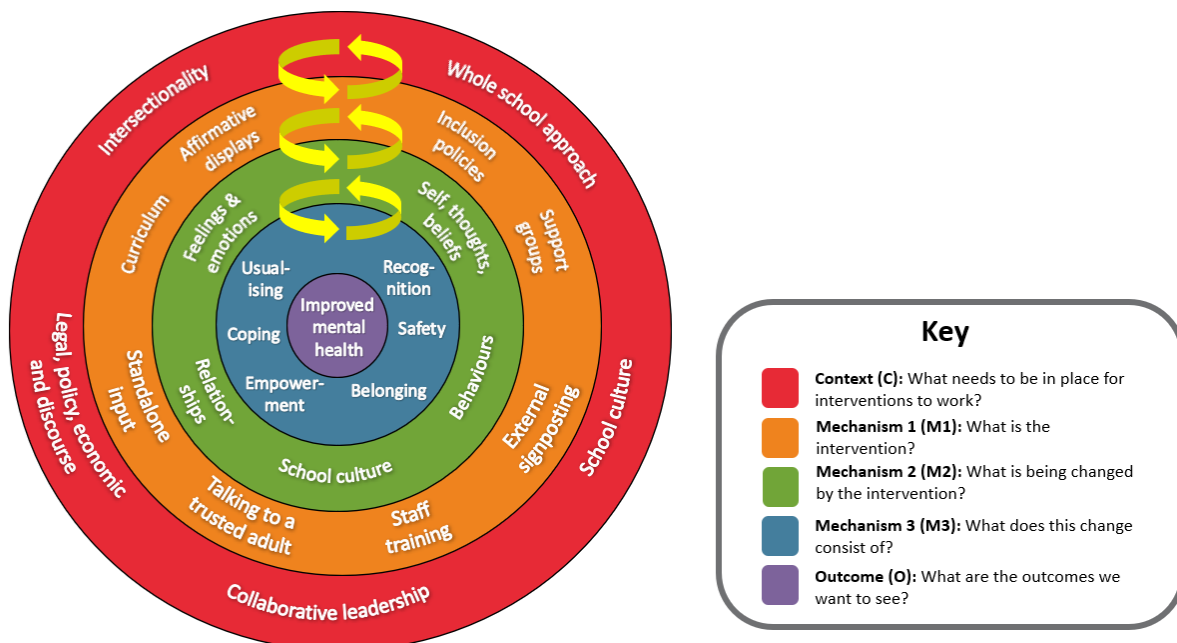 Intersectionality
Whole school approach
School culture
Collaborative leadership
Legal, policy, economic
and discourse
Affirmative
displays
Inclusion
policies
Support
groups
External
signposting
Staff
training
Talking to a
trusted adult
Standalone
input
Curriculum
Feelings &
emotions
Self, thoughts,
beliefs
Behaviours
School culture
Relation-
ships
Usual-
ising
Recog-
nition
Safety
Belonging
Empower-
ment
Coping
Improved
mental
health
Key
Context (C): What needs to be in place for
interventions to work?
Mechanism 1 (M1): What is the
intervention?
Mechanism 2 (M2): What is being changed
by the intervention?
Mechanism 3 (M3): What does this change
consist of?
Outcome (O): What are the outcomes we
want to see?